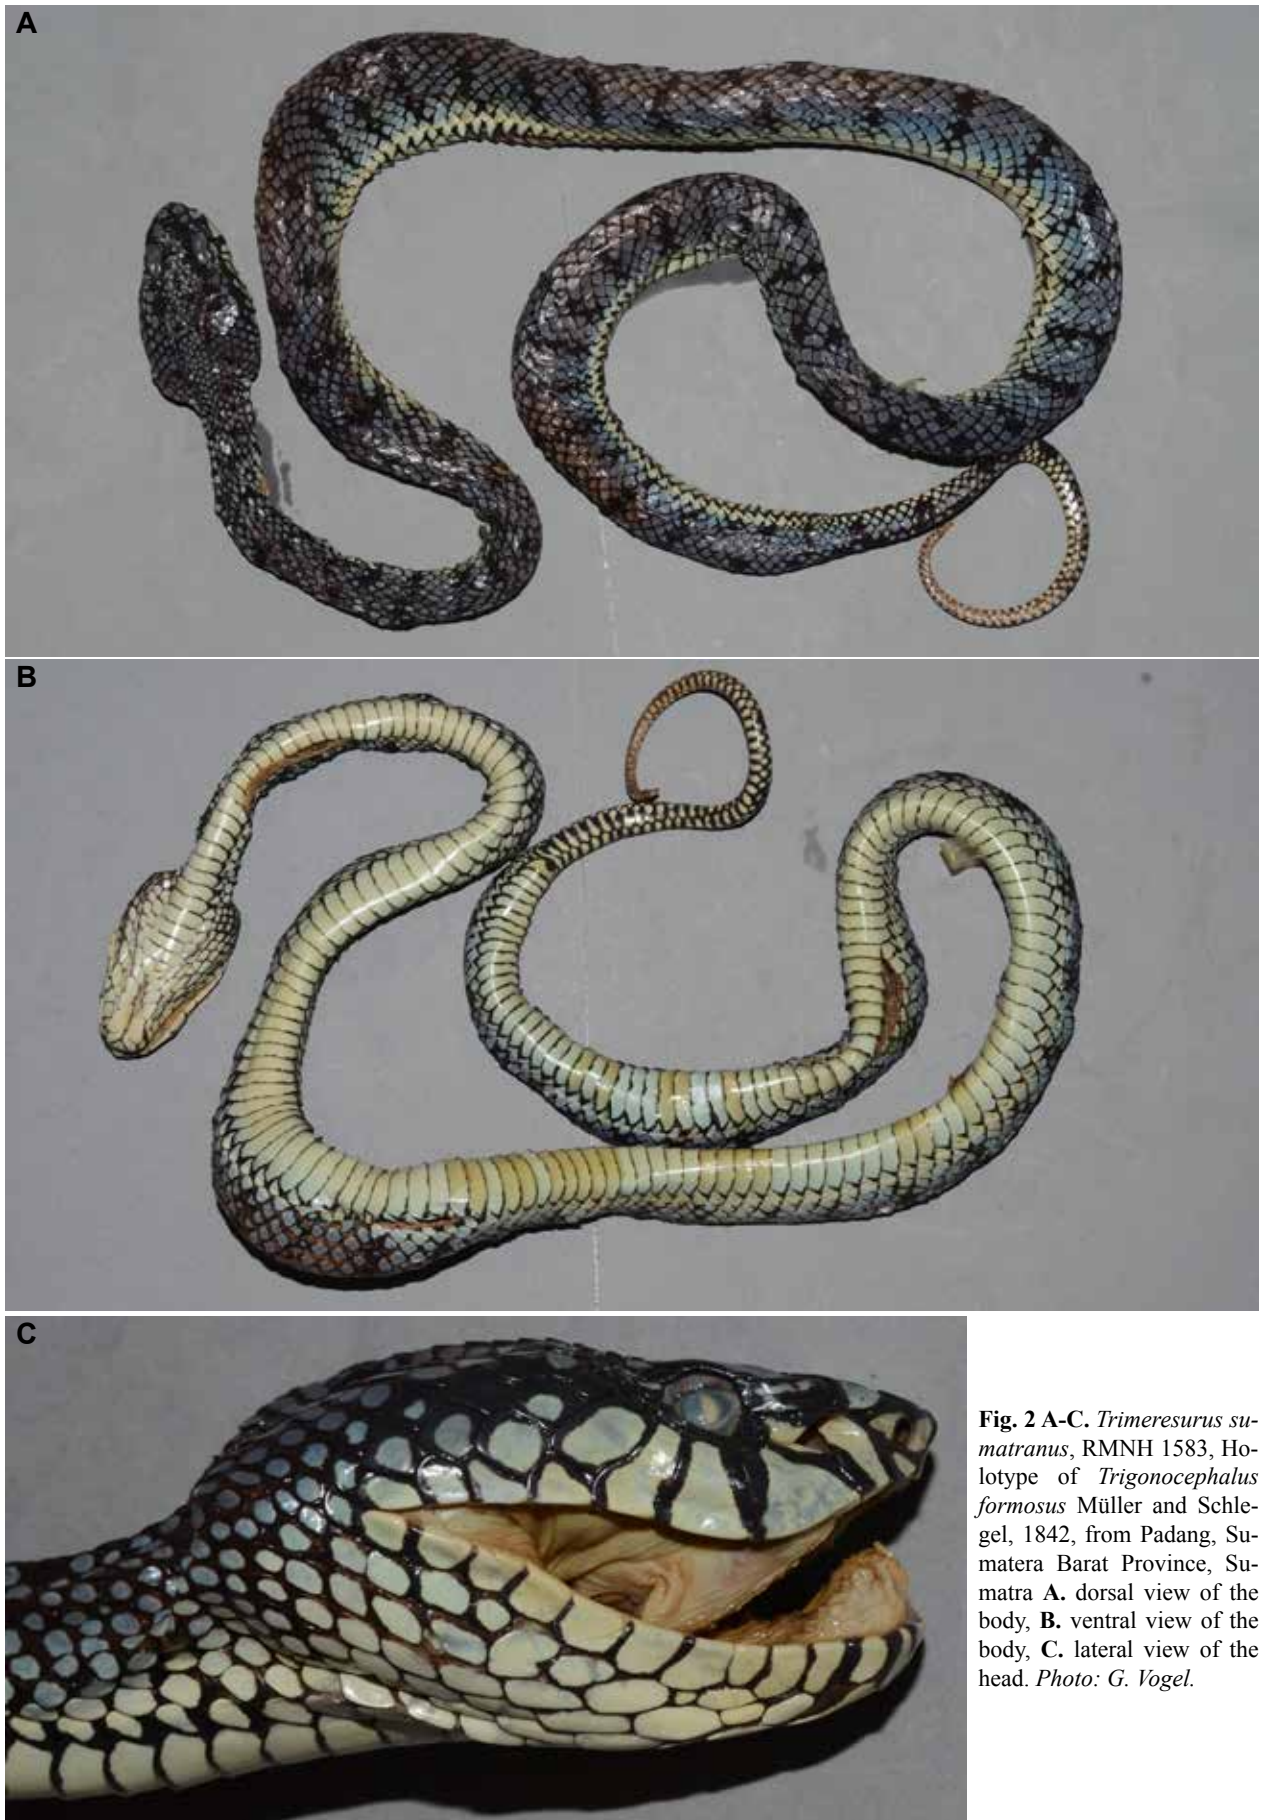 A
B
C
Fig. 2 A-C. Trimeresurus su-
matranus, RMNH 1583, Ho-
lotype of Trigonocephalus
formosus Müller and Schle-
gel, 1842, from Padang, Su-
matera Barat Province, Su-
matra A. dorsal view of the
body, B. ventral view of the
body, C. lateral view of the
head. Photo: G. Vogel.